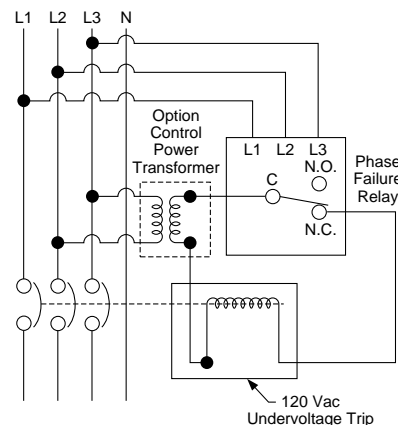 L1 L2 L3 N
Option
Control
Power
Transformer
L1 L2 L3
N.O.
C
N.C.
Phase
Failure
Relay
120 Vac
Undervoltage Trip